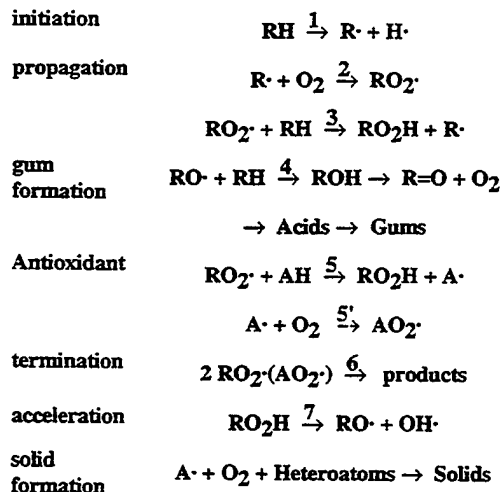 initiation
RH →1 R· + H·
propagation
R· + O2 →2 RO2·
RO2· + RH →3 RO2H + R·
gum
formation
RO· + RH →4 ROH → R=O + O2
→ Acids → Gums
Antioxidant
RO2· + AH →5 RO2H + A·
A· + O2 →5' AO2·
termination
2 RO2·(AO2·) →6 products
acceleration
RO2H →7 RO· + OH·
solid
formation
A· + O2 + Heteroatoms → Solids